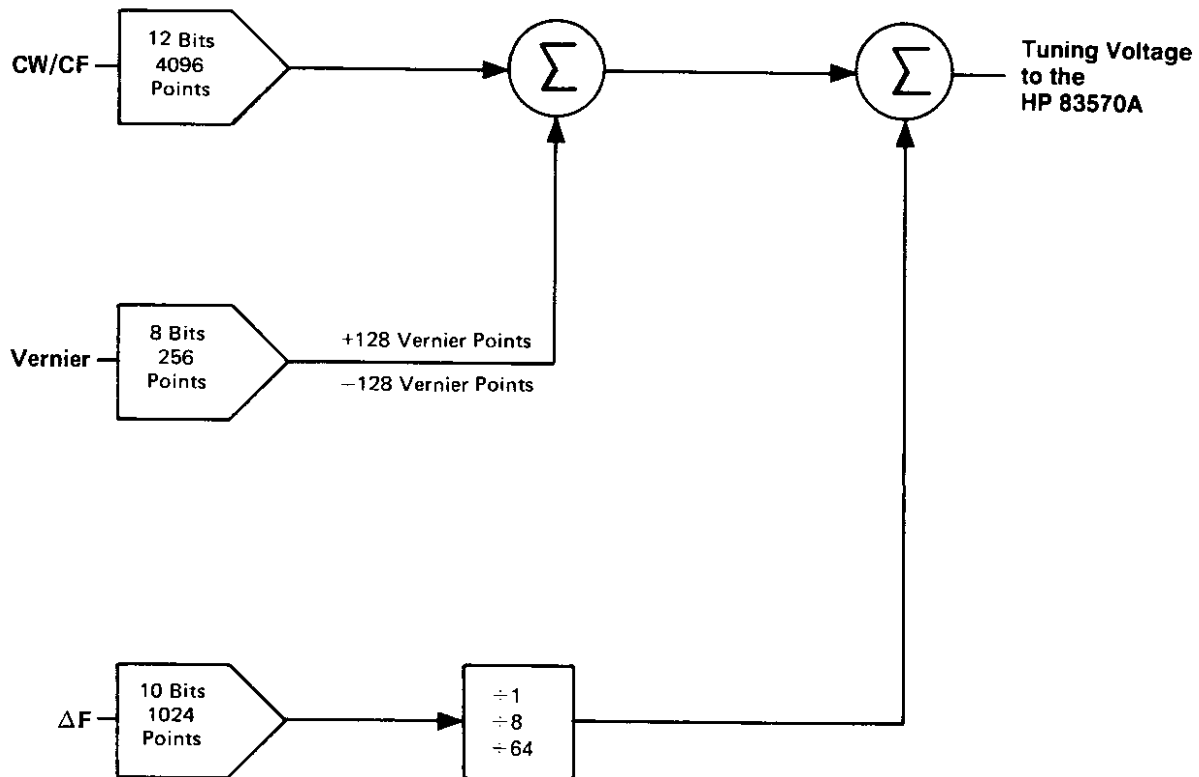 CW/CF
12 Bits
4096
Points
Σ
Σ
Tuning Voltage
to the
HP 83570A
Vernier
8 Bits
256
Points
+128 Vernier Points
−128 Vernier Points
ΔF
10 Bits
1024
Points
÷1
÷8
÷64